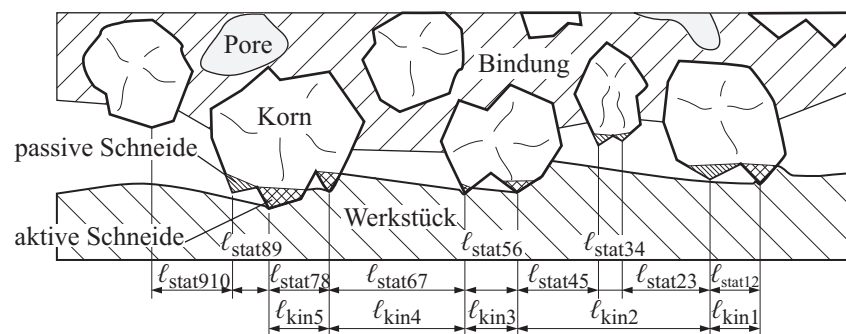 Pore
Bindung
Korn
passive Schneide
Werkstück
aktive Schneide
ℓstat89 ℓstat56 ℓstat34
ℓstat910 ℓstat78 ℓstat67 ℓstat45 ℓstat23 ℓstat12
ℓkin5 ℓkin4 ℓkin3 ℓkin2 ℓkin1